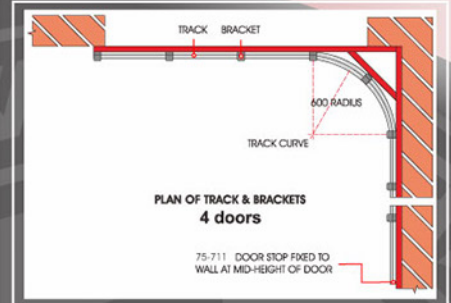 TRACK BRACKET
600 RADIUS
TRACK CURVE
PLAN OF TRACK & BRACKETS
4 doors
75-711 DOOR STOP FIXED TO
WALL AT MID-HEIGHT OF DOOR